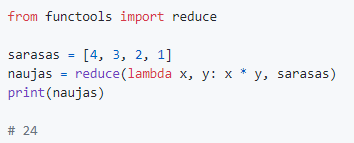 from functools import reduce
sarasas = [4, 3, 2, 1]
naujas = reduce(lambda x, y: x * y, sarasas)
print(naujas)
# 24